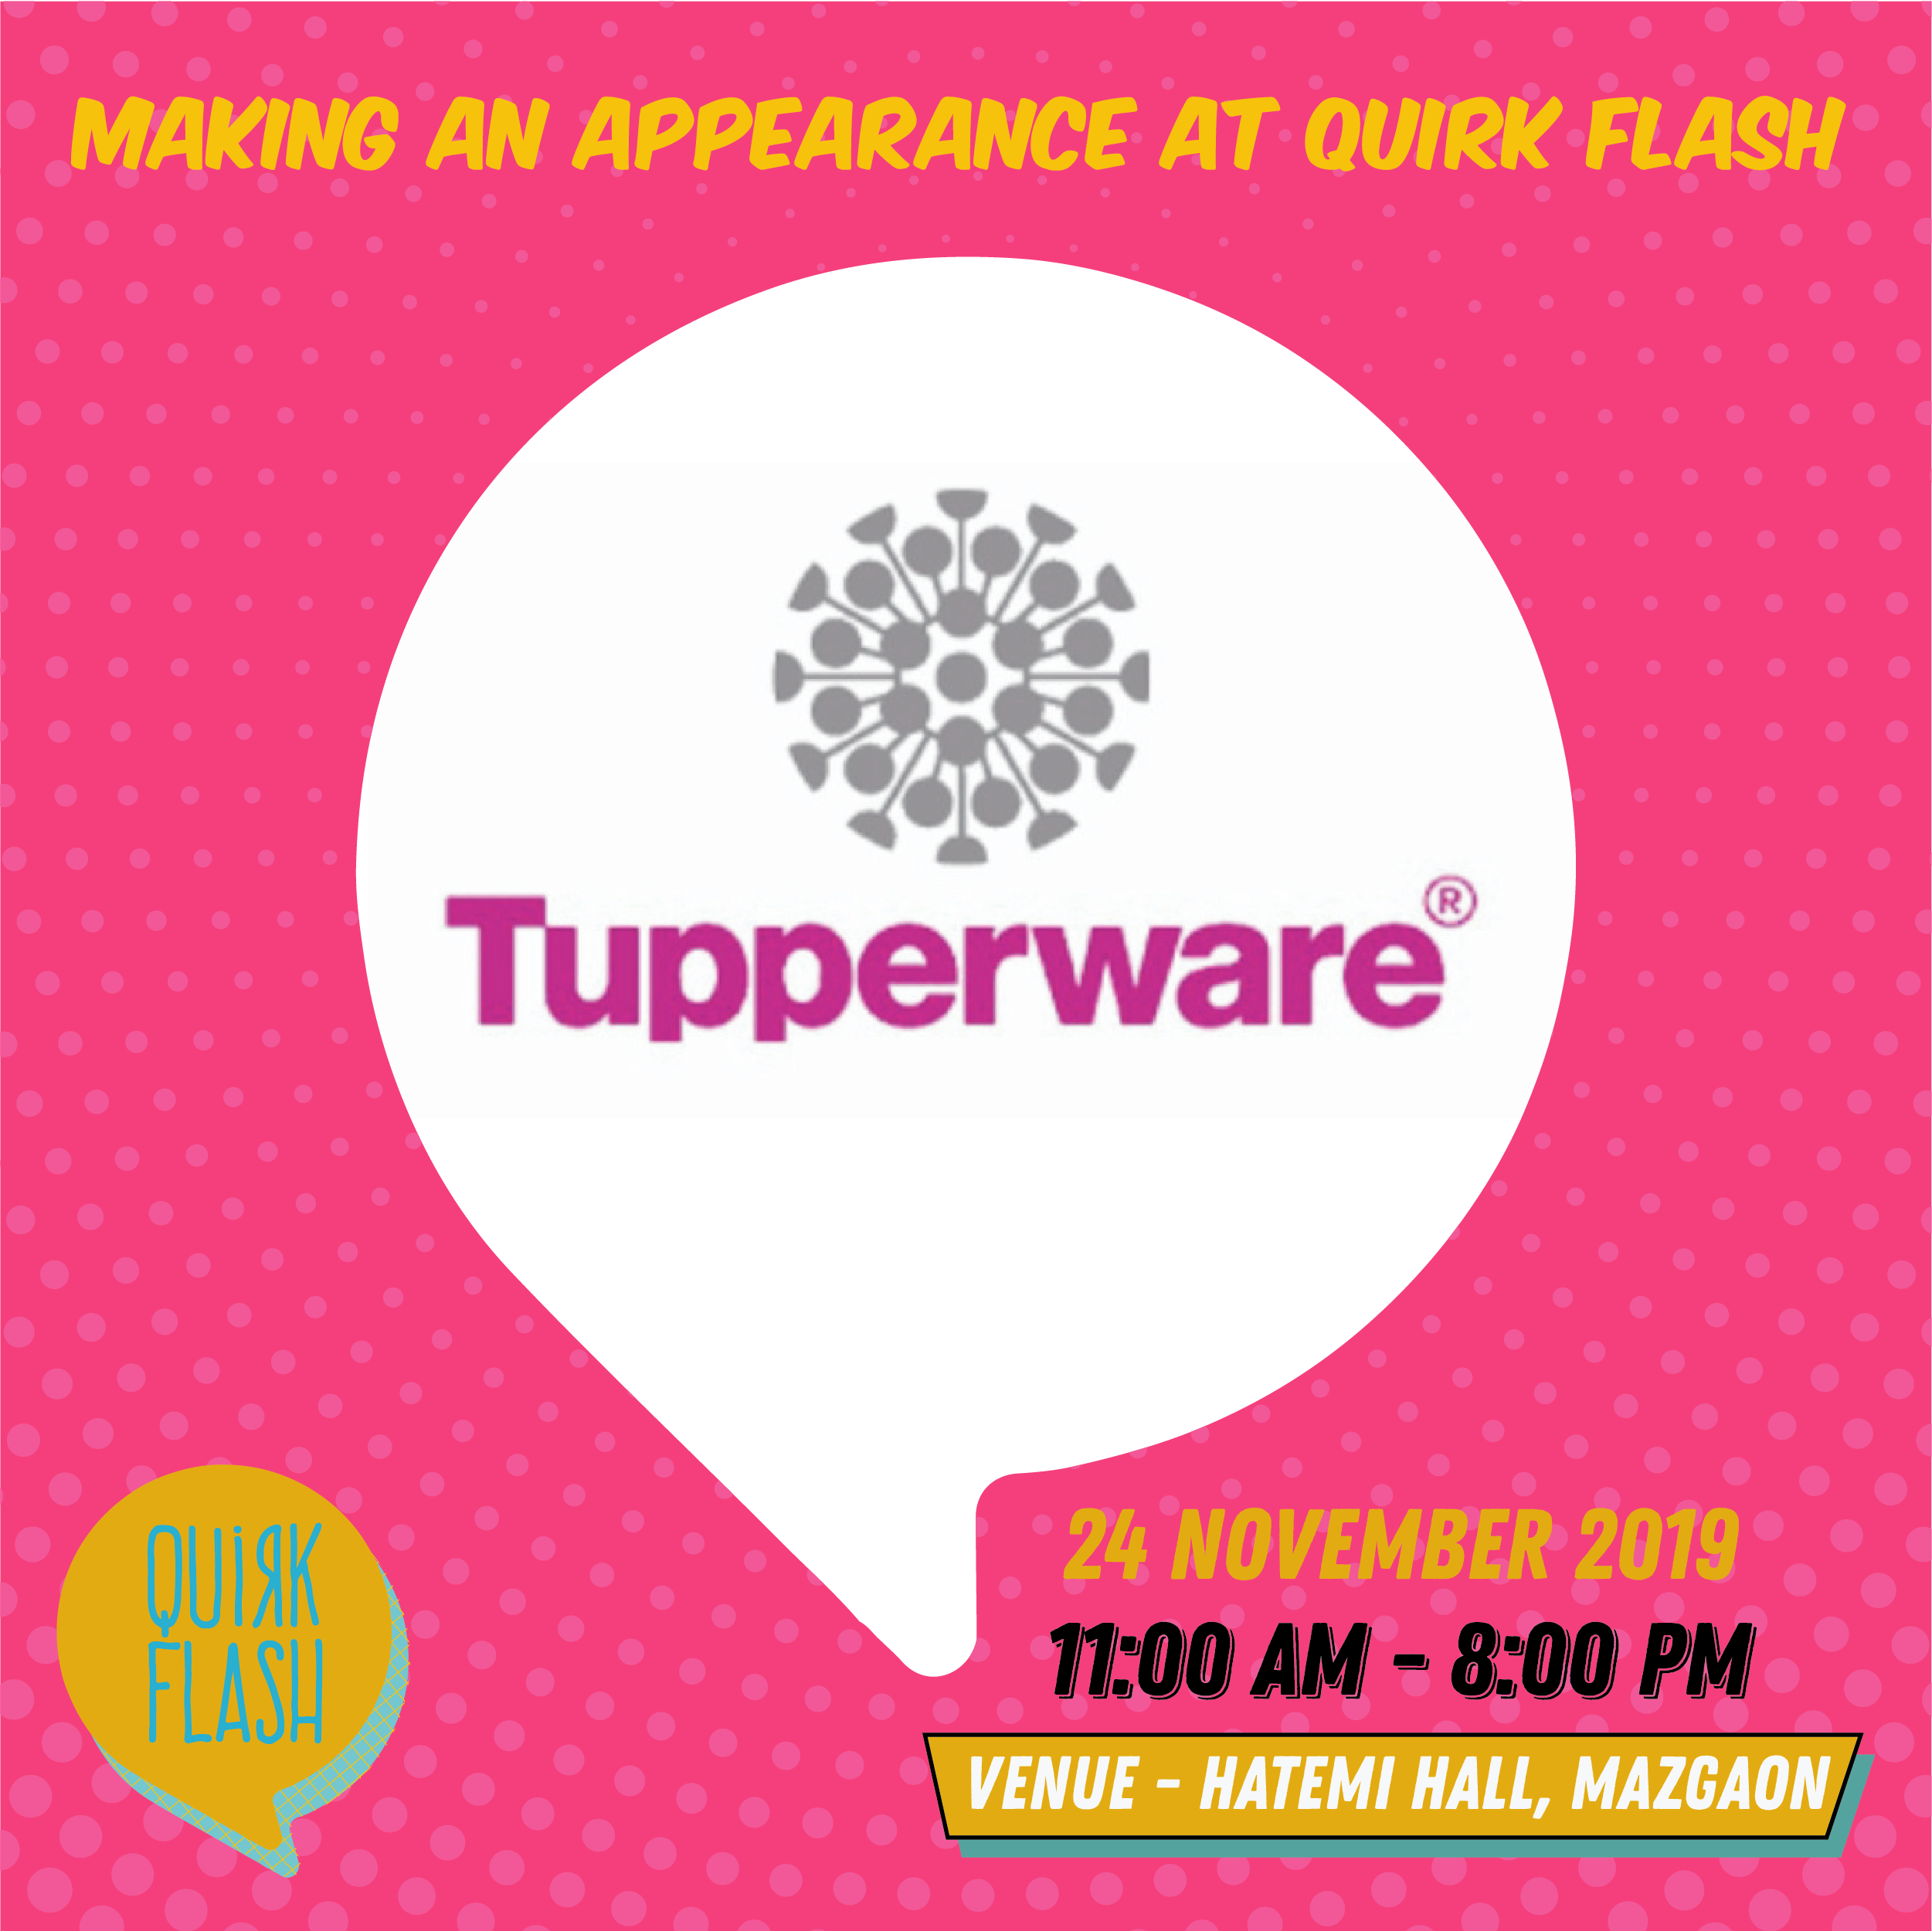 MAKING AN APPEARANCE AT QUIRK FLASH
Tupperware®
24 NOVEMBER 2019
11:00 AM - 8:00 PM
VENUE - HATEMI HALL, MAZGAON
QUiRK
FLASH